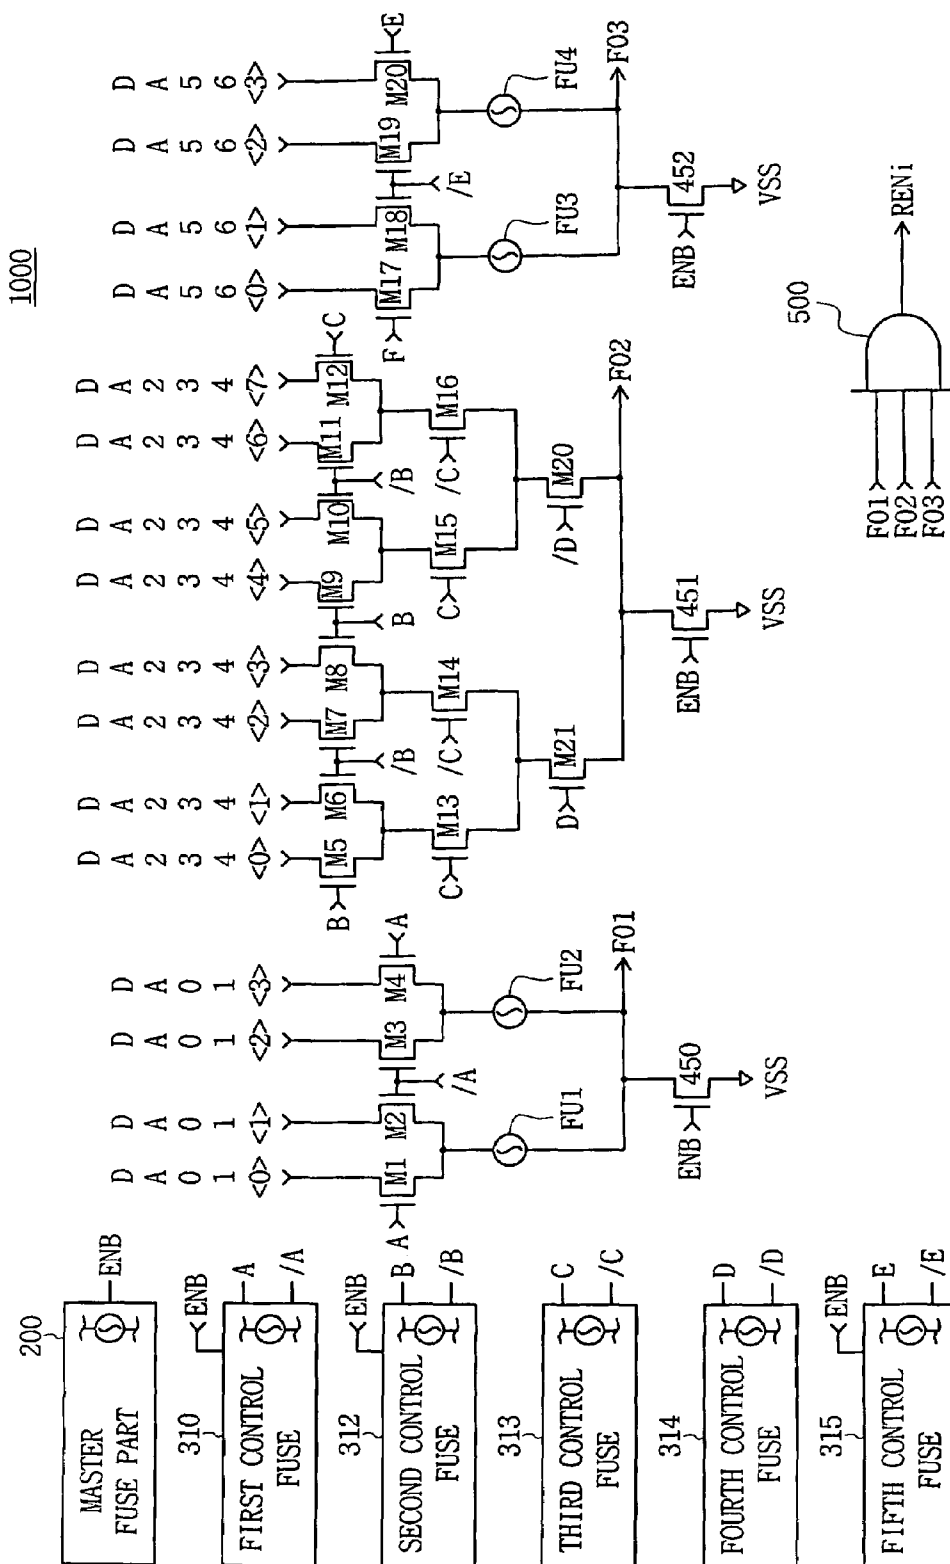 1000
200
MASTER
FUSE PART
ENB
310
ENB
FIRST CONTROL
FUSE
A
/A
312
ENB
SECOND CONTROL
FUSE
B
/B
313
THIRD CONTROL
FUSE
C
/C
314
FOURTH CONTROL
FUSE
D
/D
315
ENB
FIFTH CONTROL
FUSE
E
/E
DA01<0>
DA01<1>
DA01<2>
DA01<3>
A
M1
M2
/A
M3
M4
A
FU1
FU2
FO1
ENB
450
VSS
DA234<0>
DA234<1>
DA234<2>
DA234<3>
DA234<4>
DA234<5>
DA234<6>
DA234<7>
B
M5
M6
/B
M7
M8
B
M9
M10
/B
M11
M12
C
C
M13
/C
M14
C
M15
/C
M16
D
M21
/D
M20
FO2
ENB
451
VSS
DA56<0>
DA56<1>
DA56<2>
DA56<3>
F
M17
M18
/E
M19
M20
E
FU3
FU4
FO3
ENB
452
VSS
500
FO1
FO2
FO3
RENi